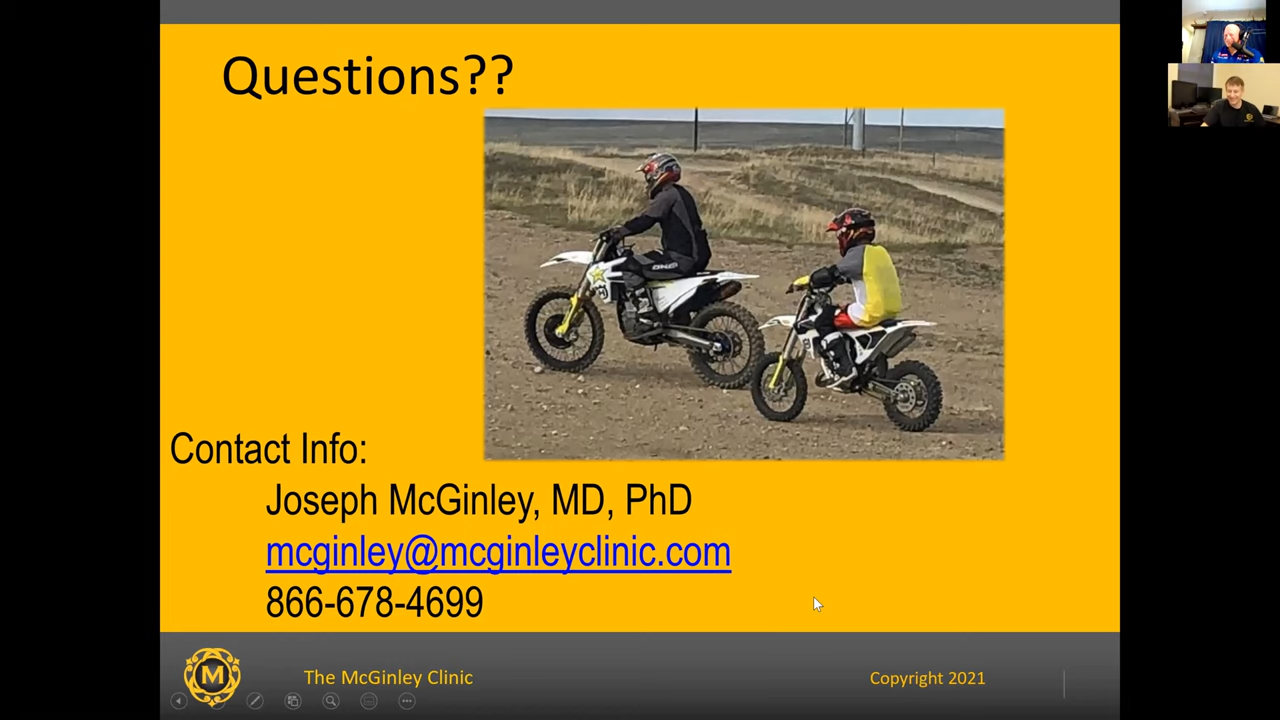 Questions??
Contact Info:
Joseph McGinley, MD, PhD
mcginley@mcginleyclinic.com
866-678-4699
M
The McGinley Clinic
Copyright 2021